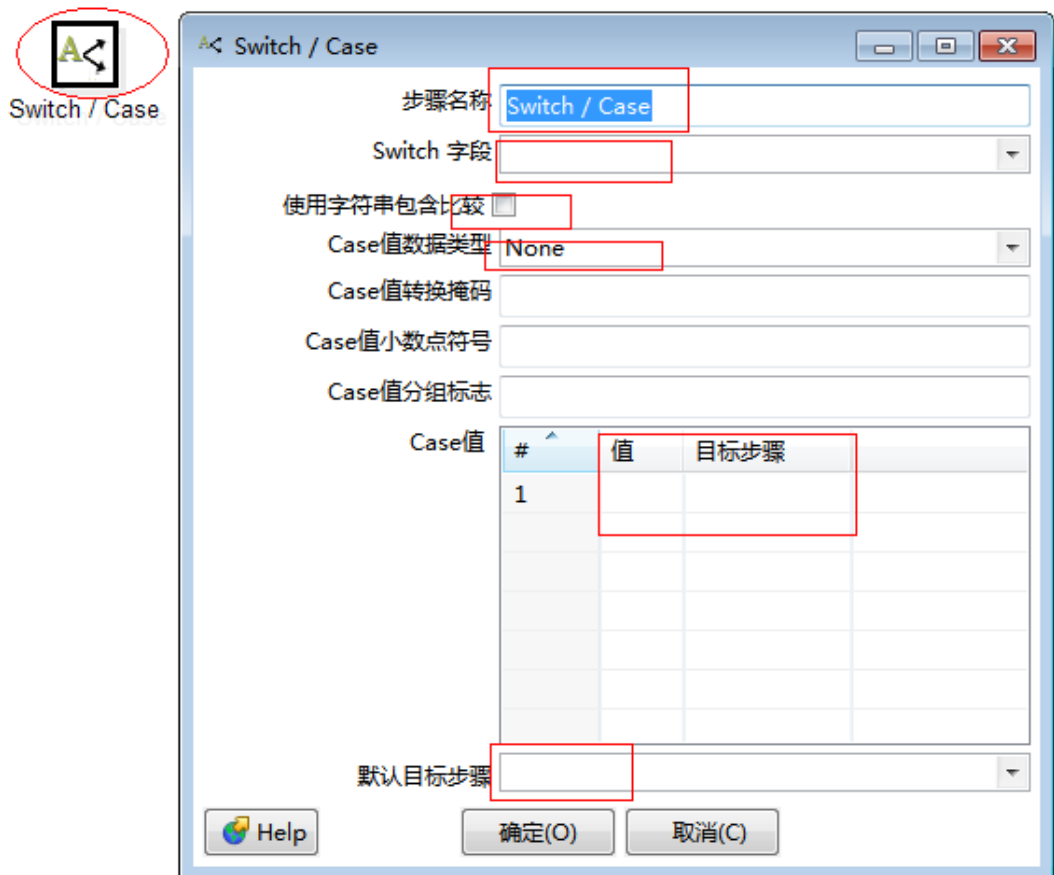 Switch / Case
Switch / Case
步骤名称 Switch / Case
Switch 字段
使用字符串包含比较
Case值数据类型 None
Case值转换掩码
Case值小数点符号
Case值分组标志
Case值 # 值 目标步骤
1
默认目标步骤
Help 确定(O) 取消(C)